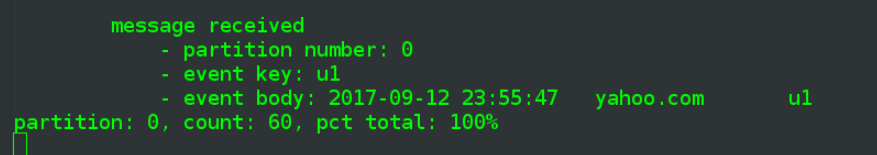 message received
- partition number: 0
- event key: u1
- event body: 2017-09-12 23:55:47 yahoo.com u1
partition: 0, count: 60, pct total: 100%